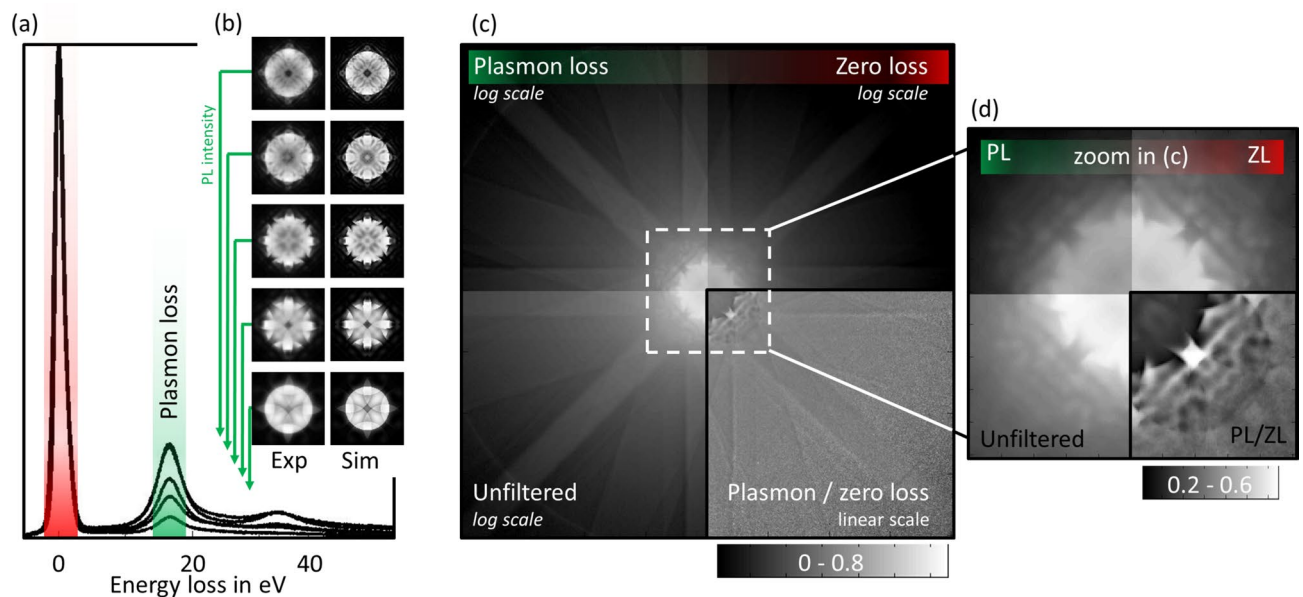 (a)
(b)
(c)
(d)
PL intensity
Plasmon loss
Exp
Sim
0
20
40
Energy loss in eV
Plasmon loss
log scale
Zero loss
log scale
Unfiltered
log scale
Plasmon / zero loss
linear scale
0 - 0.8
PL
zoom in (c)
ZL
Unfiltered
PL/ZL
0.2 - 0.6